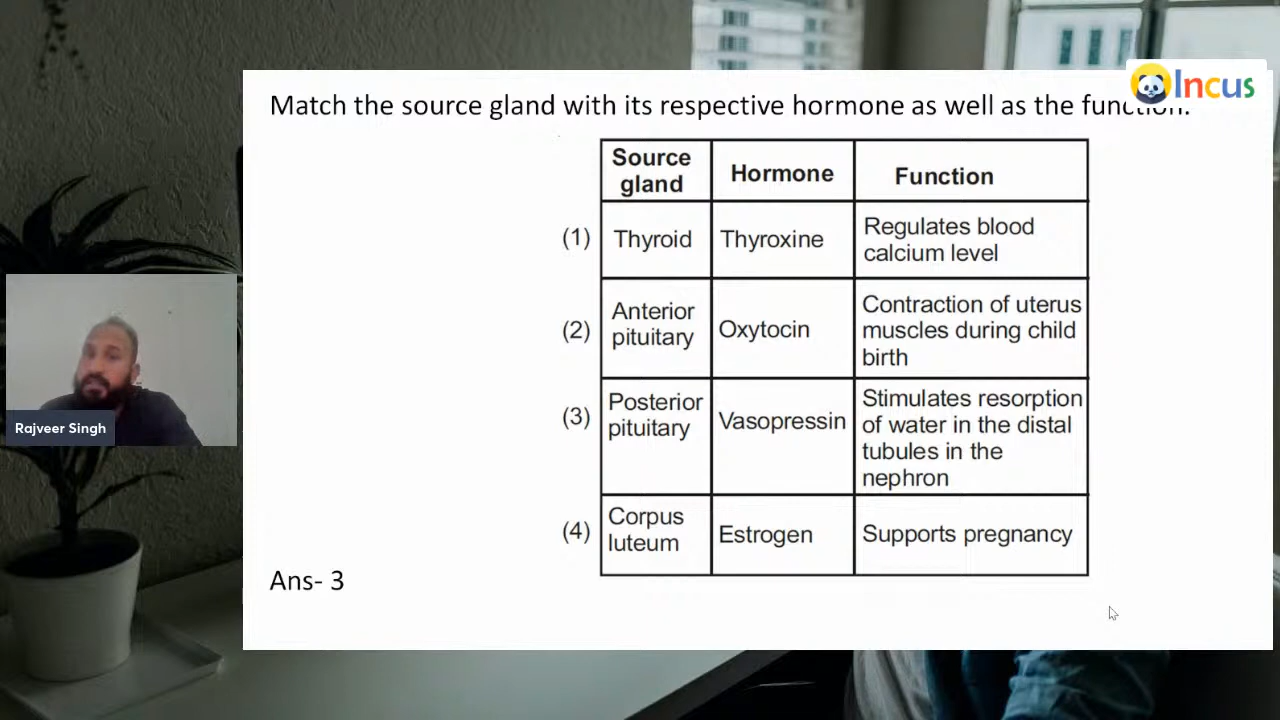 Incus
Match the source gland with its respective hormone as well as the function.
Source
gland
Hormone
Function
(1)
Thyroid
Thyroxine
Regulates blood
calcium level
(2)
Anterior
pituitary
Oxytocin
Contraction of uterus
muscles during child
birth
(3)
Posterior
pituitary
Vasopressin
Stimulates resorption
of water in the distal
tubules in the
nephron
(4)
Corpus
luteum
Estrogen
Supports pregnancy
Ans- 3
Rajveer Singh